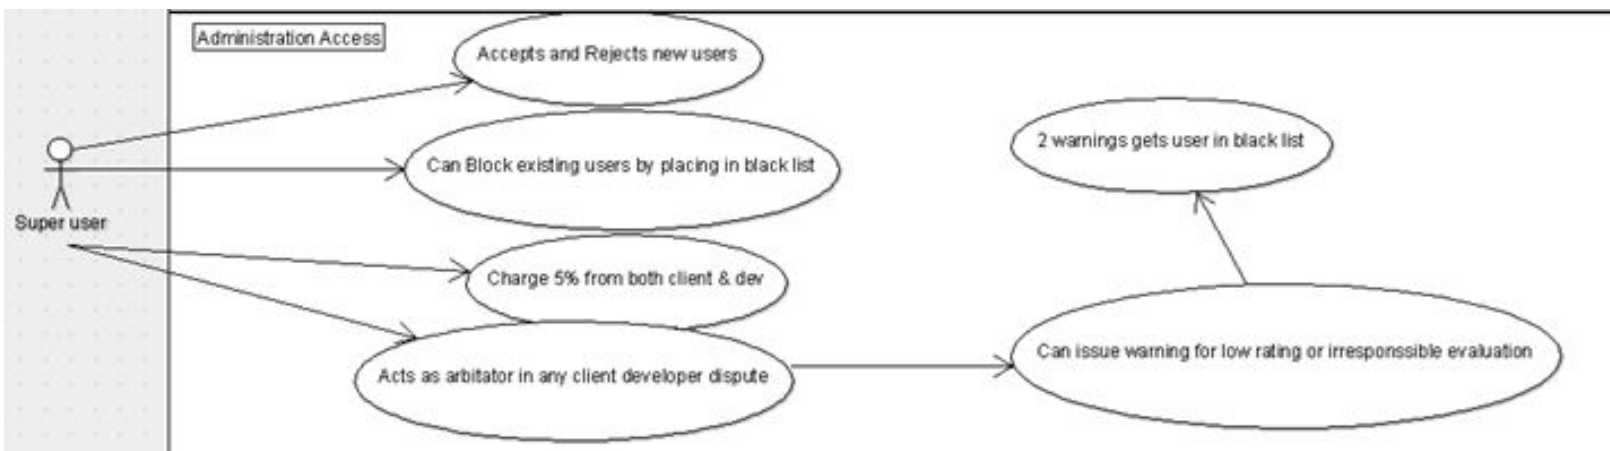 Administration Access
Accepts and Rejects new users
2 warnings gets user in black list
Can Block existing users by placing in black list
Super user
Charge 5% from both client & dev
Can issue warning for low rating or irresponssible evaluation
Acts as arbitator in any client developer dispute